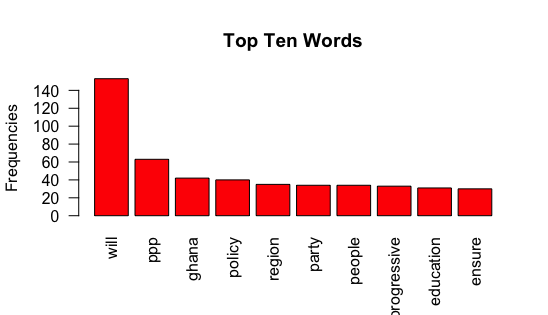 Top Ten Words
Frequencies
140
120
100
80
60
40
20
0
will
ppp
ghana
policy
region
party
people
progressive
education
ensure